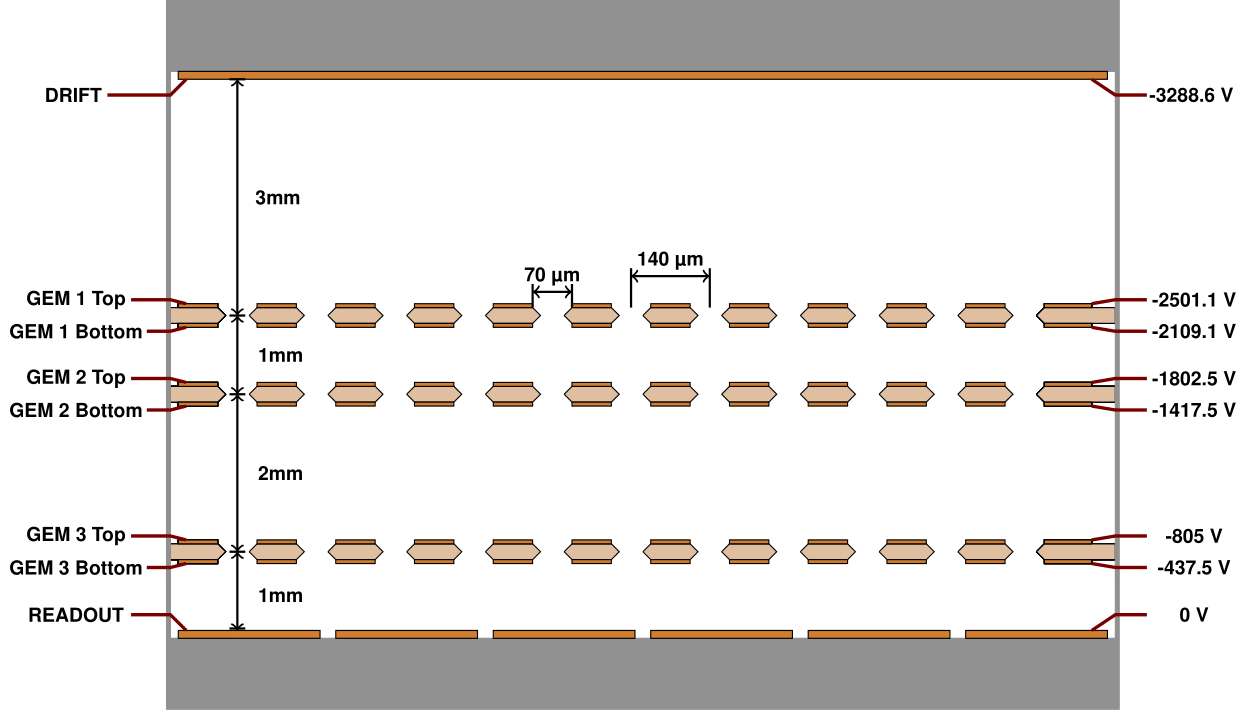 DRIFT
-3288.6 V
3mm
140 µm
70 µm
GEM 1 Top
-2501.1 V
GEM 1 Bottom
-2109.1 V
1mm
GEM 2 Top
-1802.5 V
GEM 2 Bottom
-1417.5 V
2mm
GEM 3 Top
-805 V
GEM 3 Bottom
-437.5 V
1mm
READOUT
0 V